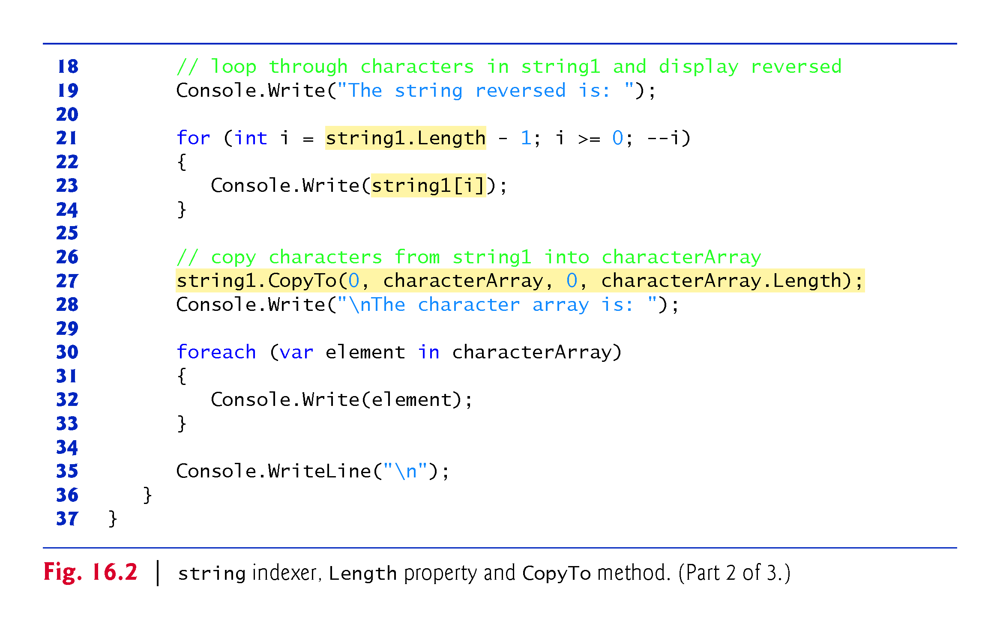 18 // loop through characters in string1 and display reversed
19 Console.Write("The string reversed is: ");
20
21 for (int i = string1.Length - 1; i >= 0; --i)
22 {
23 Console.Write(string1[i]);
24 }
25
26 // copy characters from string1 into characterArray
27 string1.CopyTo(0, characterArray, 0, characterArray.Length);
28 Console.Write("\nThe character array is: ");
29
30 foreach (var element in characterArray)
31 {
32 Console.Write(element);
33 }
34
35 Console.WriteLine("\n");
36 }
37 }
Fig. 16.2 | string indexer, Length property and CopyTo method. (Part 2 of 3.)